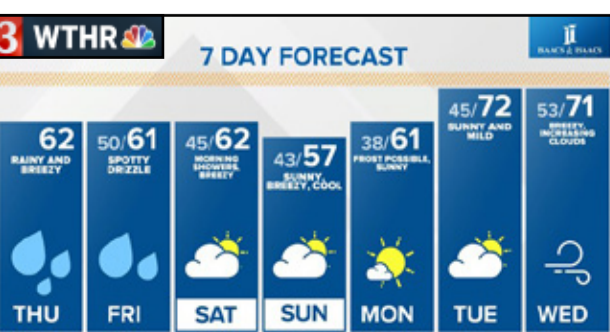 3 WTHR
7 DAY FORECAST
ISAACS & ISAACS
62
RAINY AND
BREEZY
THU
50/61
SPOTTY
DRIZZLE
FRI
45/62
MORNING
SHOWERS,
BREEZY
SAT
43/57
SUNNY,
BREEZY, COOL
SUN
38/61
FROST POSSIBLE,
SUNNY
MON
45/72
SUNNY AND
MILD
TUE
53/71
BREEZY,
INCREASING
CLOUDS
WED